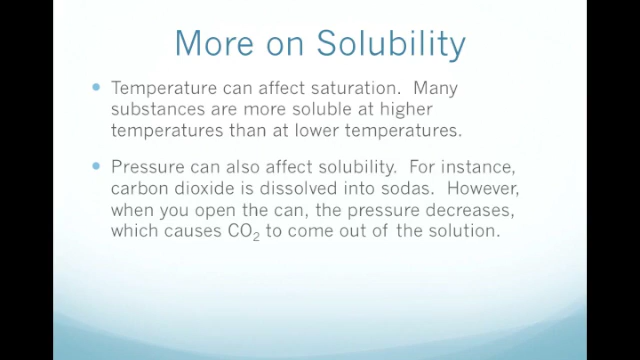 More on Solubility
• Temperature can affect saturation.  Many
substances are more soluble at higher
temperatures than at lower temperatures.
• Pressure can also affect solubility.  For instance,
carbon dioxide is dissolved into sodas.  However,
when you open the can, the pressure decreases,
which causes CO₂ to come out of the solution.